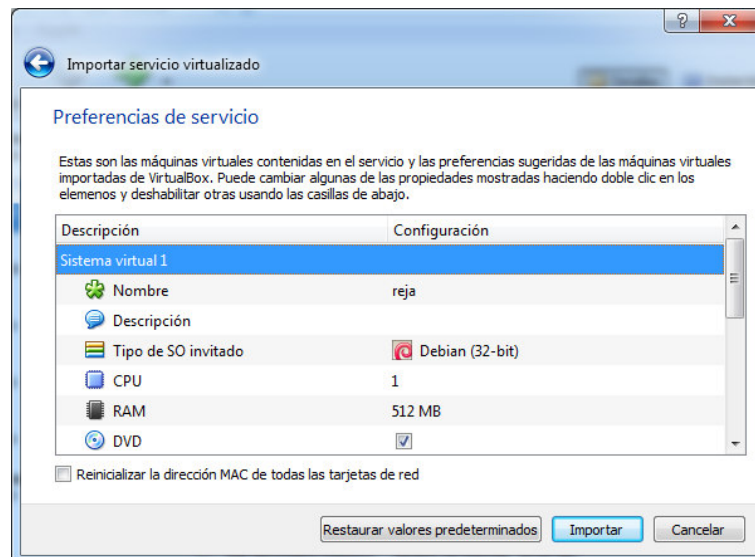 Importar servicio virtualizado
Preferencias de servicio
Estas son las máquinas virtuales contenidas en el servicio y las preferencias sugeridas de las máquinas virtuales
importadas de VirtualBox. Puede cambiar algunas de las propiedades mostradas haciendo doble clic en los
elemenos y deshabilitar otras usando las casillas de abajo.
Descripción Configuración
Sistema virtual 1
Nombre reja
Descripción
Tipo de SO invitado Debian (32-bit)
CPU 1
RAM 512 MB
DVD
Reinicializar la dirección MAC de todas las tarjetas de red
Restaurar valores predeterminados Importar Cancelar